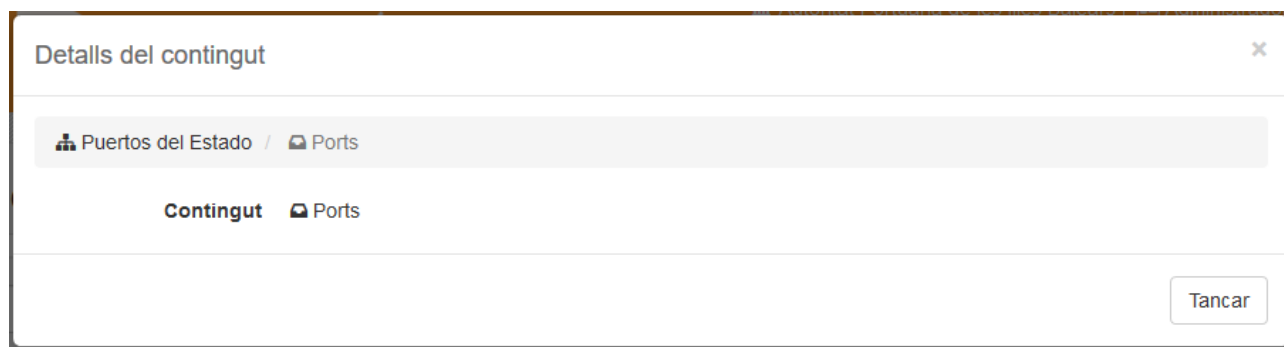 Detalls del contingut ×
Puertos del Estado / Ports
Contingut Ports
Tancar